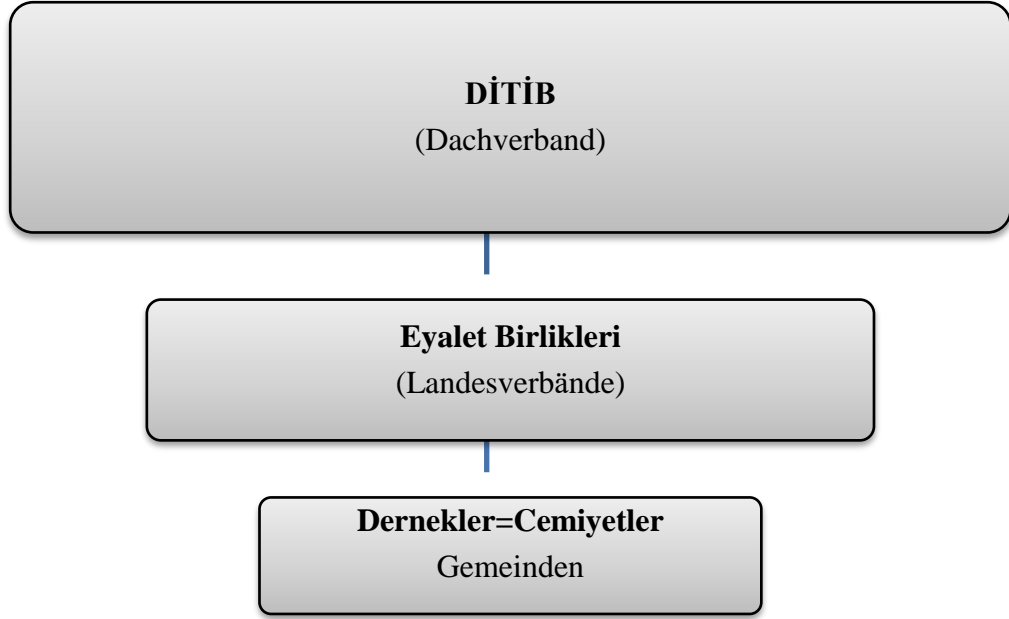 DİTİB
(Dachverband)
Eyalet Birlikleri
(Landesverbände)
Dernekler=Cemiyetler
Gemeinden